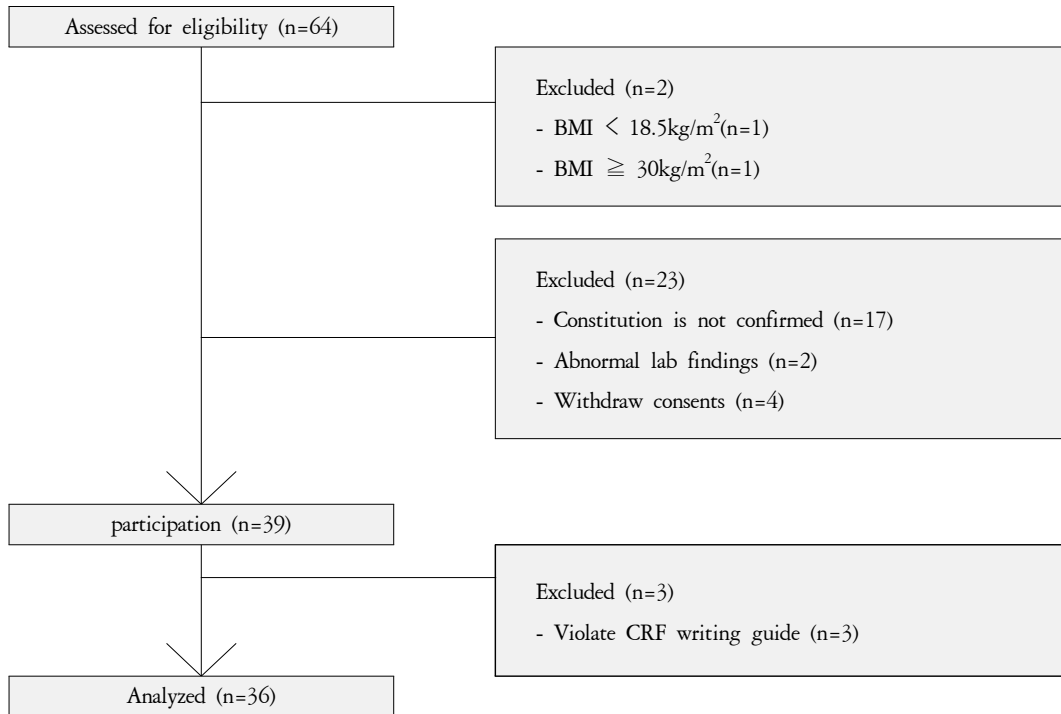 Assessed for eligibility (n=64)
Excluded (n=2)
- BMI < 18.5kg/m²(n=1)
- BMI ≧ 30kg/m²(n=1)
Excluded (n=23)
- Constitution is not confirmed (n=17)
- Abnormal lab findings (n=2)
- Withdraw consents (n=4)
participation (n=39)
Excluded (n=3)
- Violate CRF writing guide (n=3)
Analyzed (n=36)